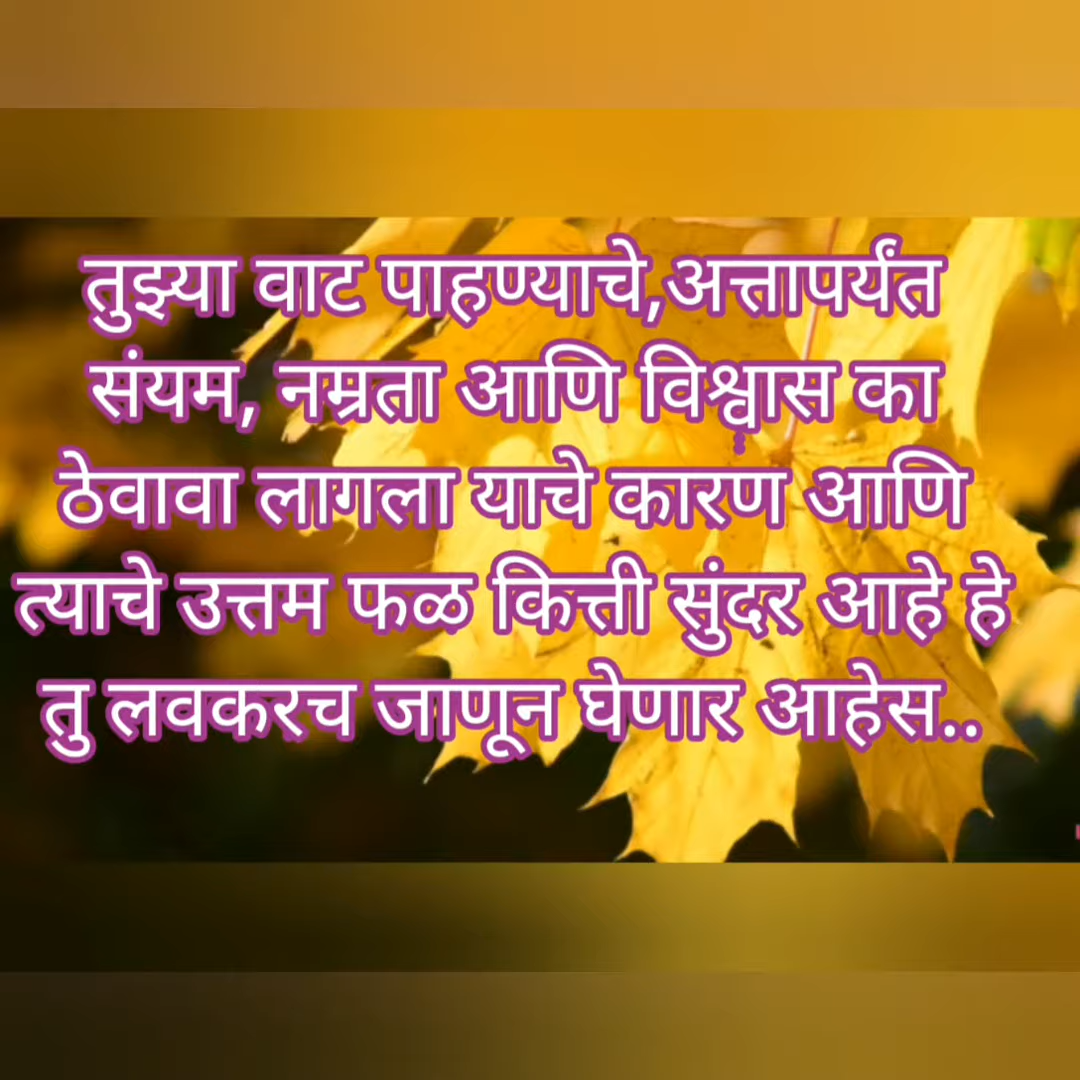 तुझ्या वाट पाहण्याचे,अत्तापर्यंत
संयम, नम्रता आणि विश्वास का
ठेवावा लागला याचे कारण आणि
त्याचे उत्तम फळ कित्ती सुंदर आहे हे
तु लवकरच जाणून घेणार आहेस..